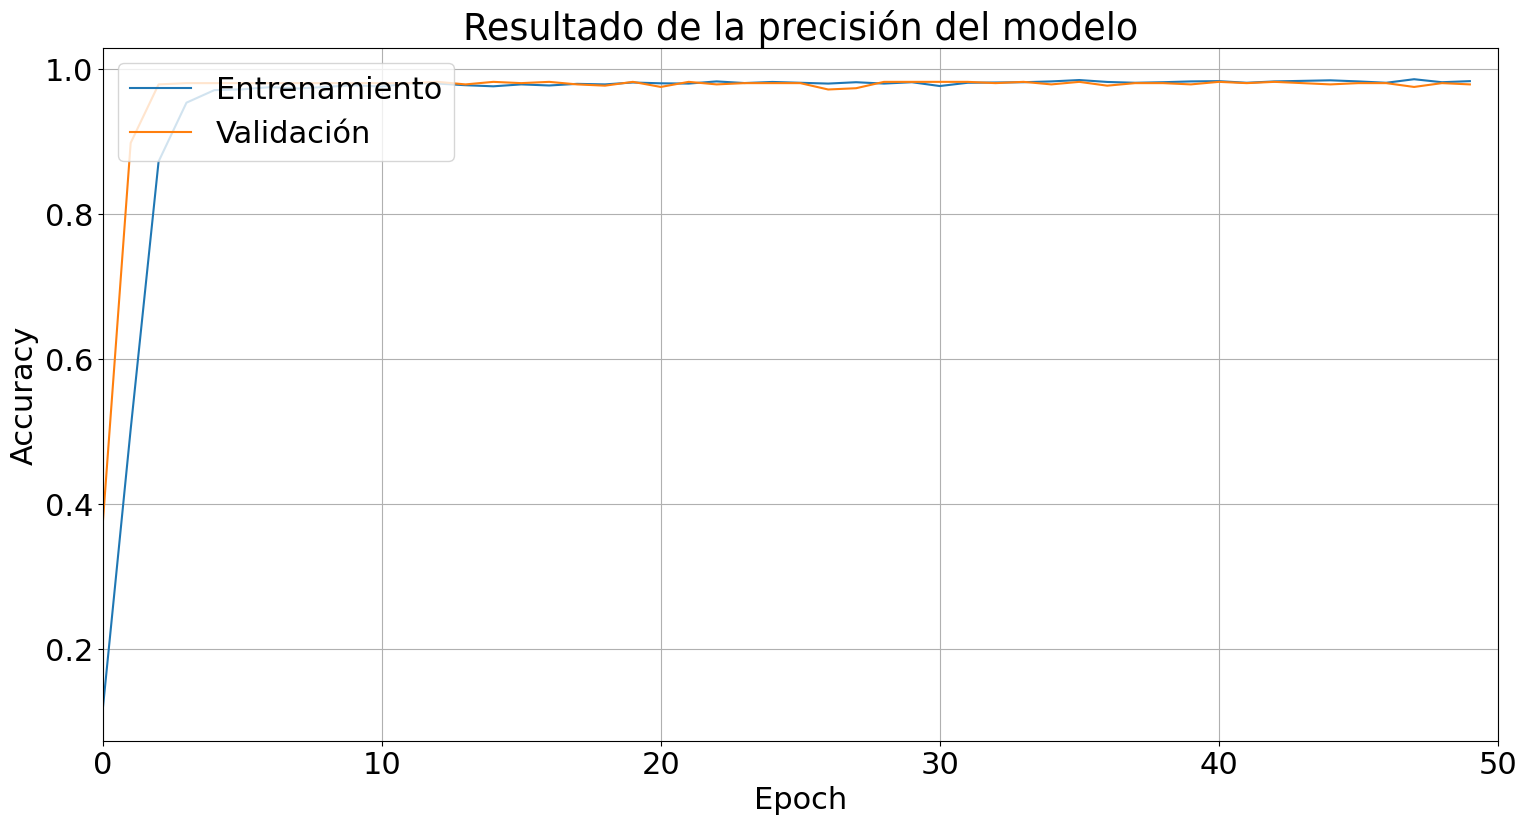 Resultado de la precisión del modelo
1.0
Entrenamiento
Validación
0.8
0.6
0.4
0.2
Accuracy
0 10 20 30 40 50
Epoch